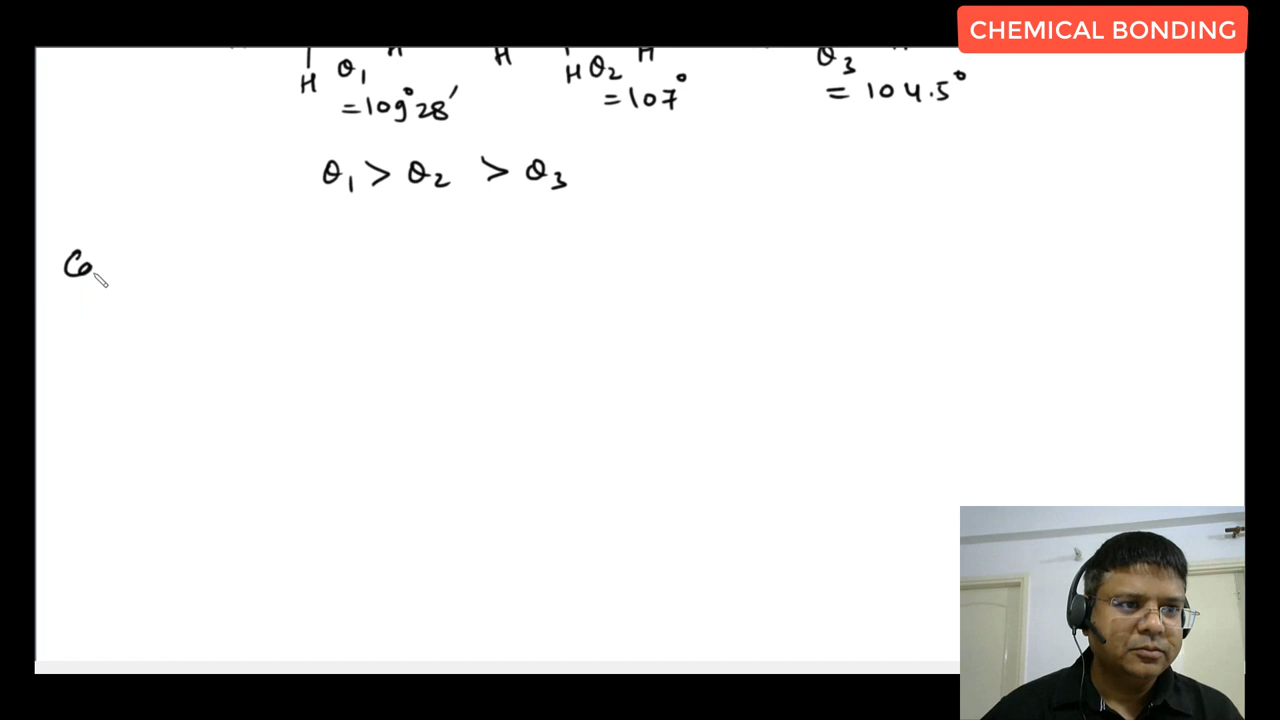 CHEMICAL BONDING
H H H
H θ₁ H θ₂ θ₃
=109°28′ =107° = 104.5°
θ₁ > θ₂ > θ₃
Co